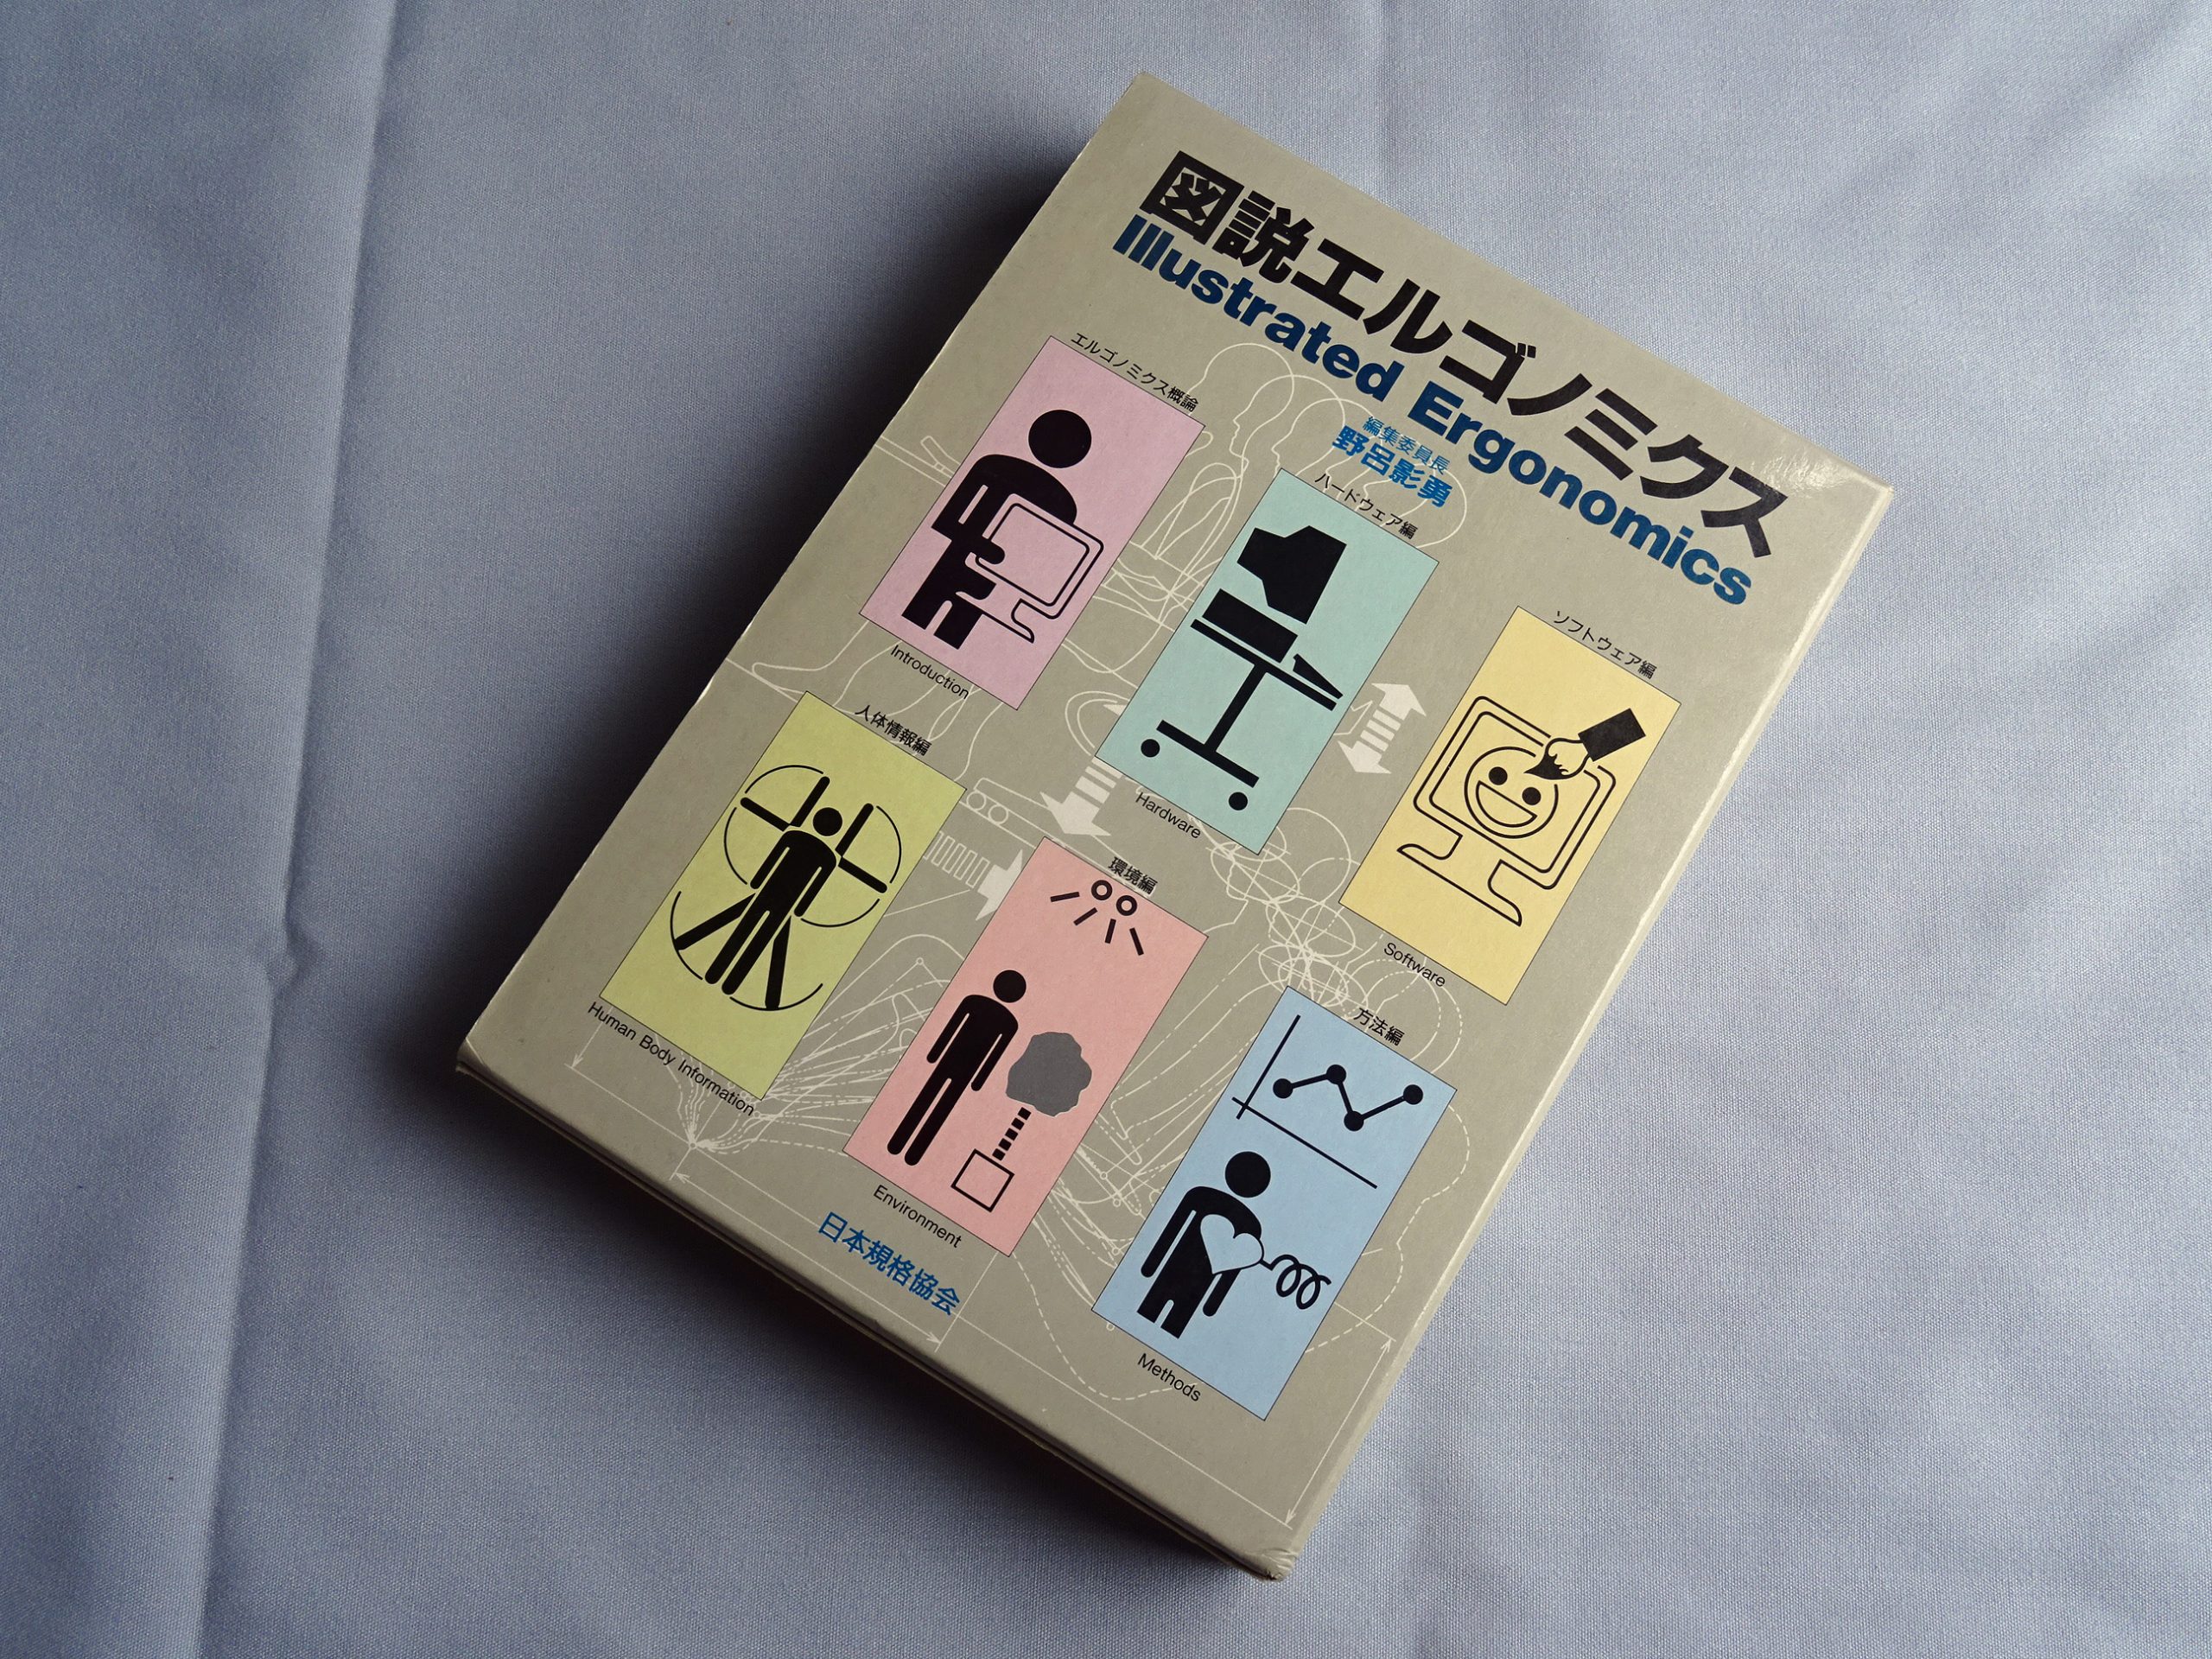 図説エルゴノミクス
Illustrated Ergonomics
編集委員長
野呂影勇
エルゴノミクス概論
Introduction
ハードウェア編
Hardware
ソフトウェア編
Software
人体情報編
Human Body Information
環境編
Environment
方法編
Methods
日本規格協会